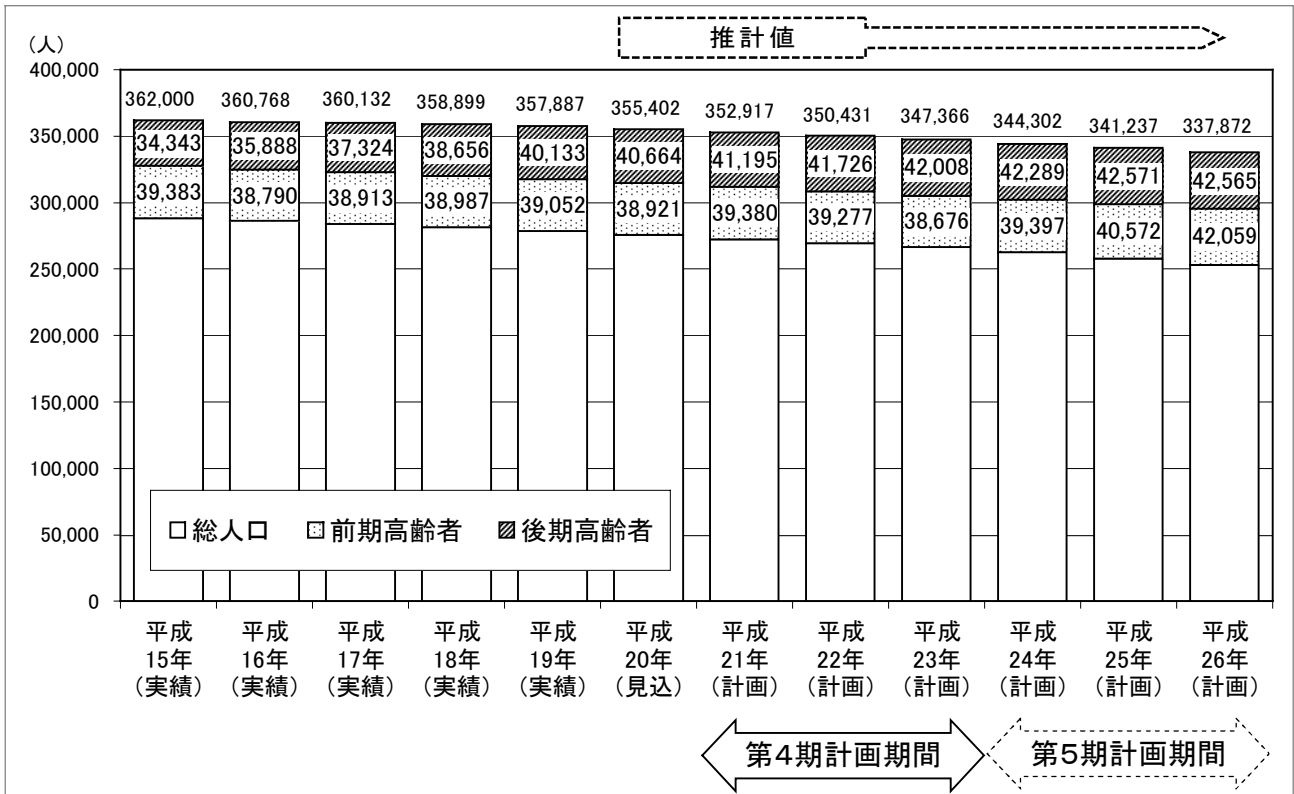 推計値
（人）
400,000
350,000
300,000
250,000
200,000
150,000
100,000
50,000
0
362,000 360,768 360,132 358,899 357,887 355,402 352,917 350,431 347,366 344,302 341,237 337,872
34,343 35,888 37,324 38,656 40,133 40,664 41,195 41,726 42,008 42,289 42,571 42,565
39,383 38,790 38,913 38,987 39,052 38,921 39,380 39,277 38,676 39,397 40,572 42,059
総人口 前期高齢者 後期高齢者
平成 平成 平成 平成 平成 平成 平成 平成 平成 平成 平成 平成
15年 16年 17年 18年 19年 20年 21年 22年 23年 24年 25年 26年
（実績） （実績） （実績） （実績） （実績） （見込） （計画） （計画） （計画） （計画） （計画） （計画）
第4期計画期間 第5期計画期間